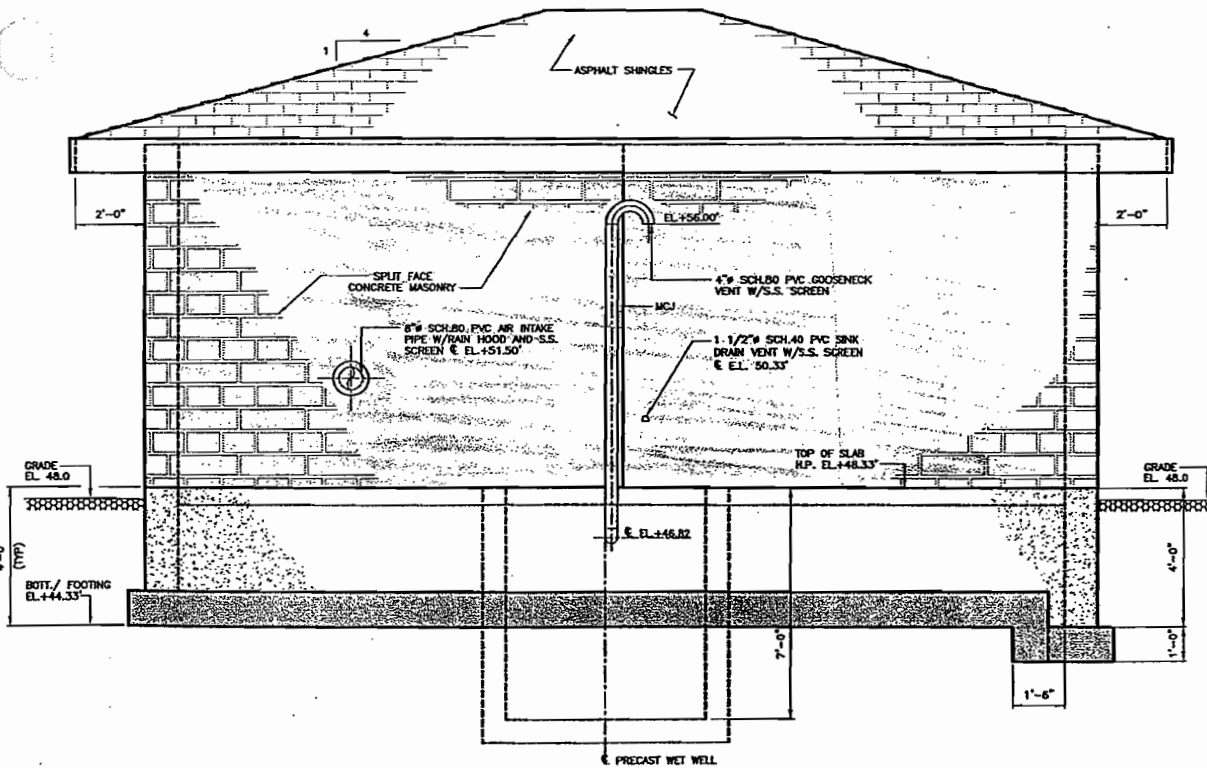 4
1
ASPHALT SHINGLES
2'-0"
2'-0"
EL.+56.00'
SPLIT FACE
CONCRETE MASONRY
4"ø SCH.80 PVC GOOSENECK
VENT W/S.S. SCREEN
MCJ
8"ø SCH.80 PVC AIR INTAKE
PIPE W/RAIN HOOD AND S.S.
SCREEN ℄ EL.+51.50'
1 1/2"ø SCH.40 PVC SINK
DRAIN VENT W/S.S. SCREEN
℄ E.L. 50.33'
TOP OF SLAB
H.P. EL.+48.33'
GRADE
EL. 48.0
GRADE
EL. 48.0
℄ EL.+46.82
(TYP)
4'-0"
BOTT./ FOOTING
EL.+44.33'
7'-0"
1'-0"
1'-6"
℄ PRECAST WET WELL